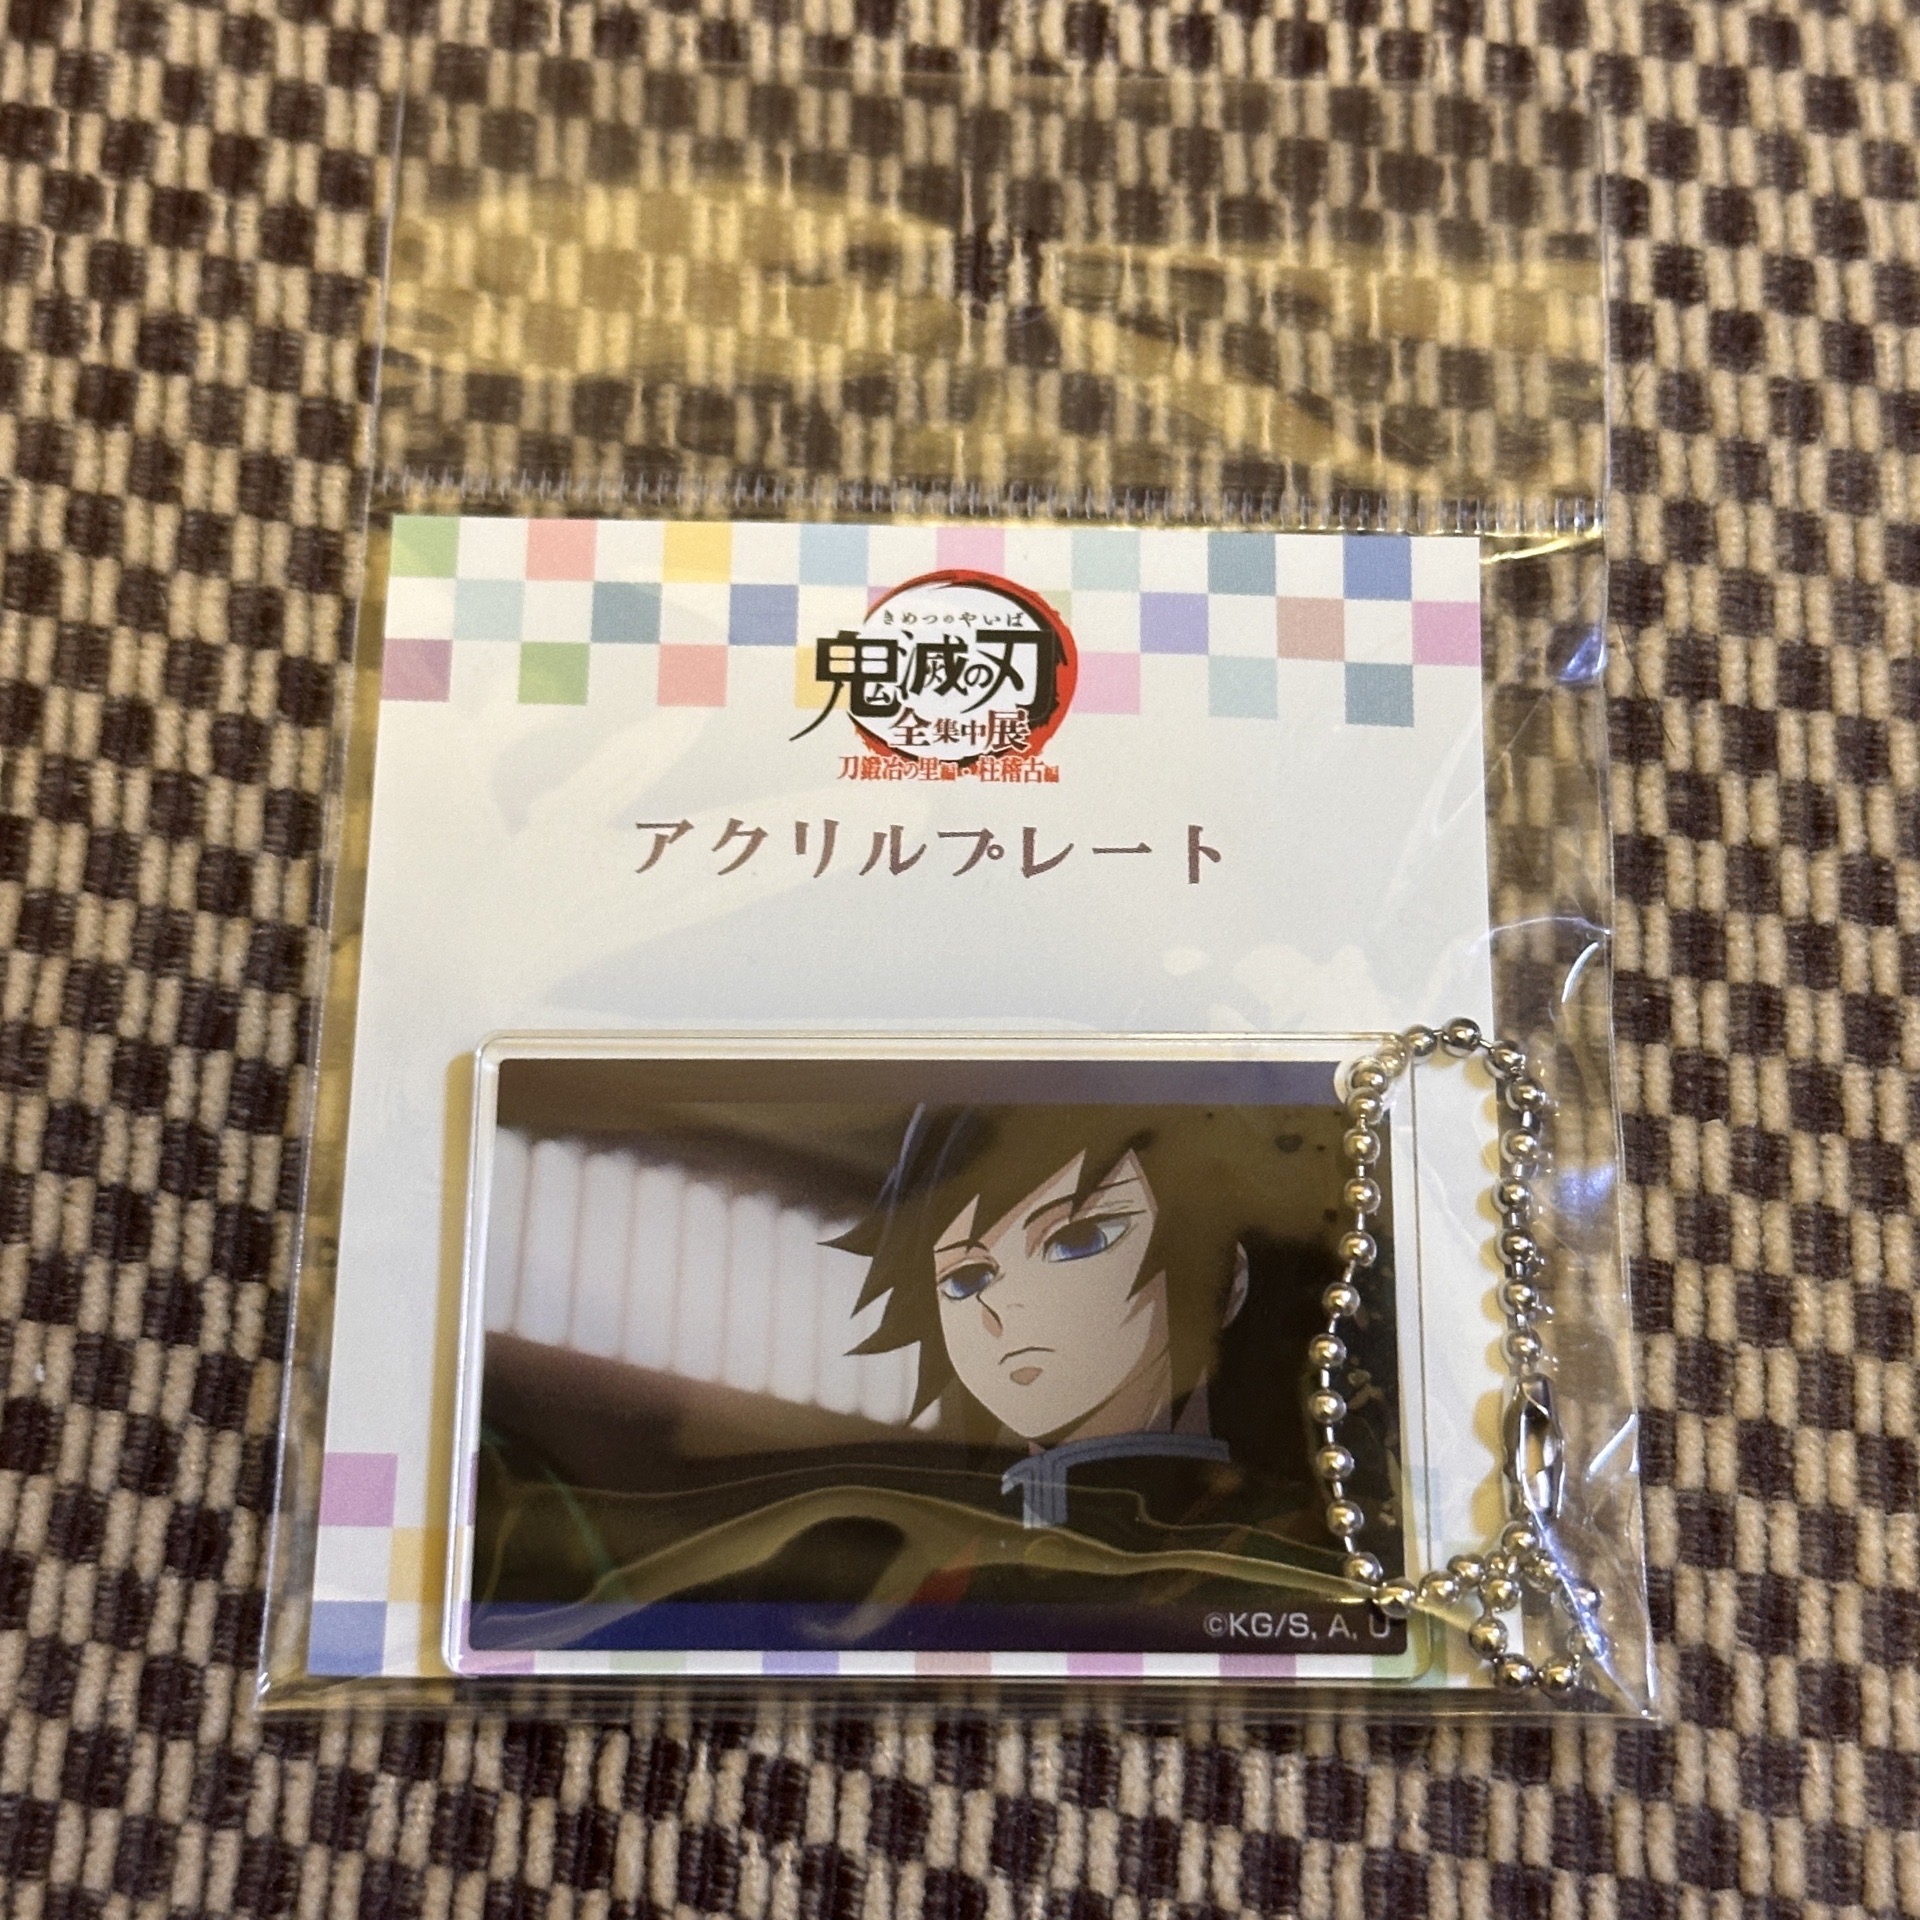 きめつのやいば
鬼滅の刃
全集中展
刀鍛冶の里編・柱稽古編
アクリルプレート
©KG/S, A, U